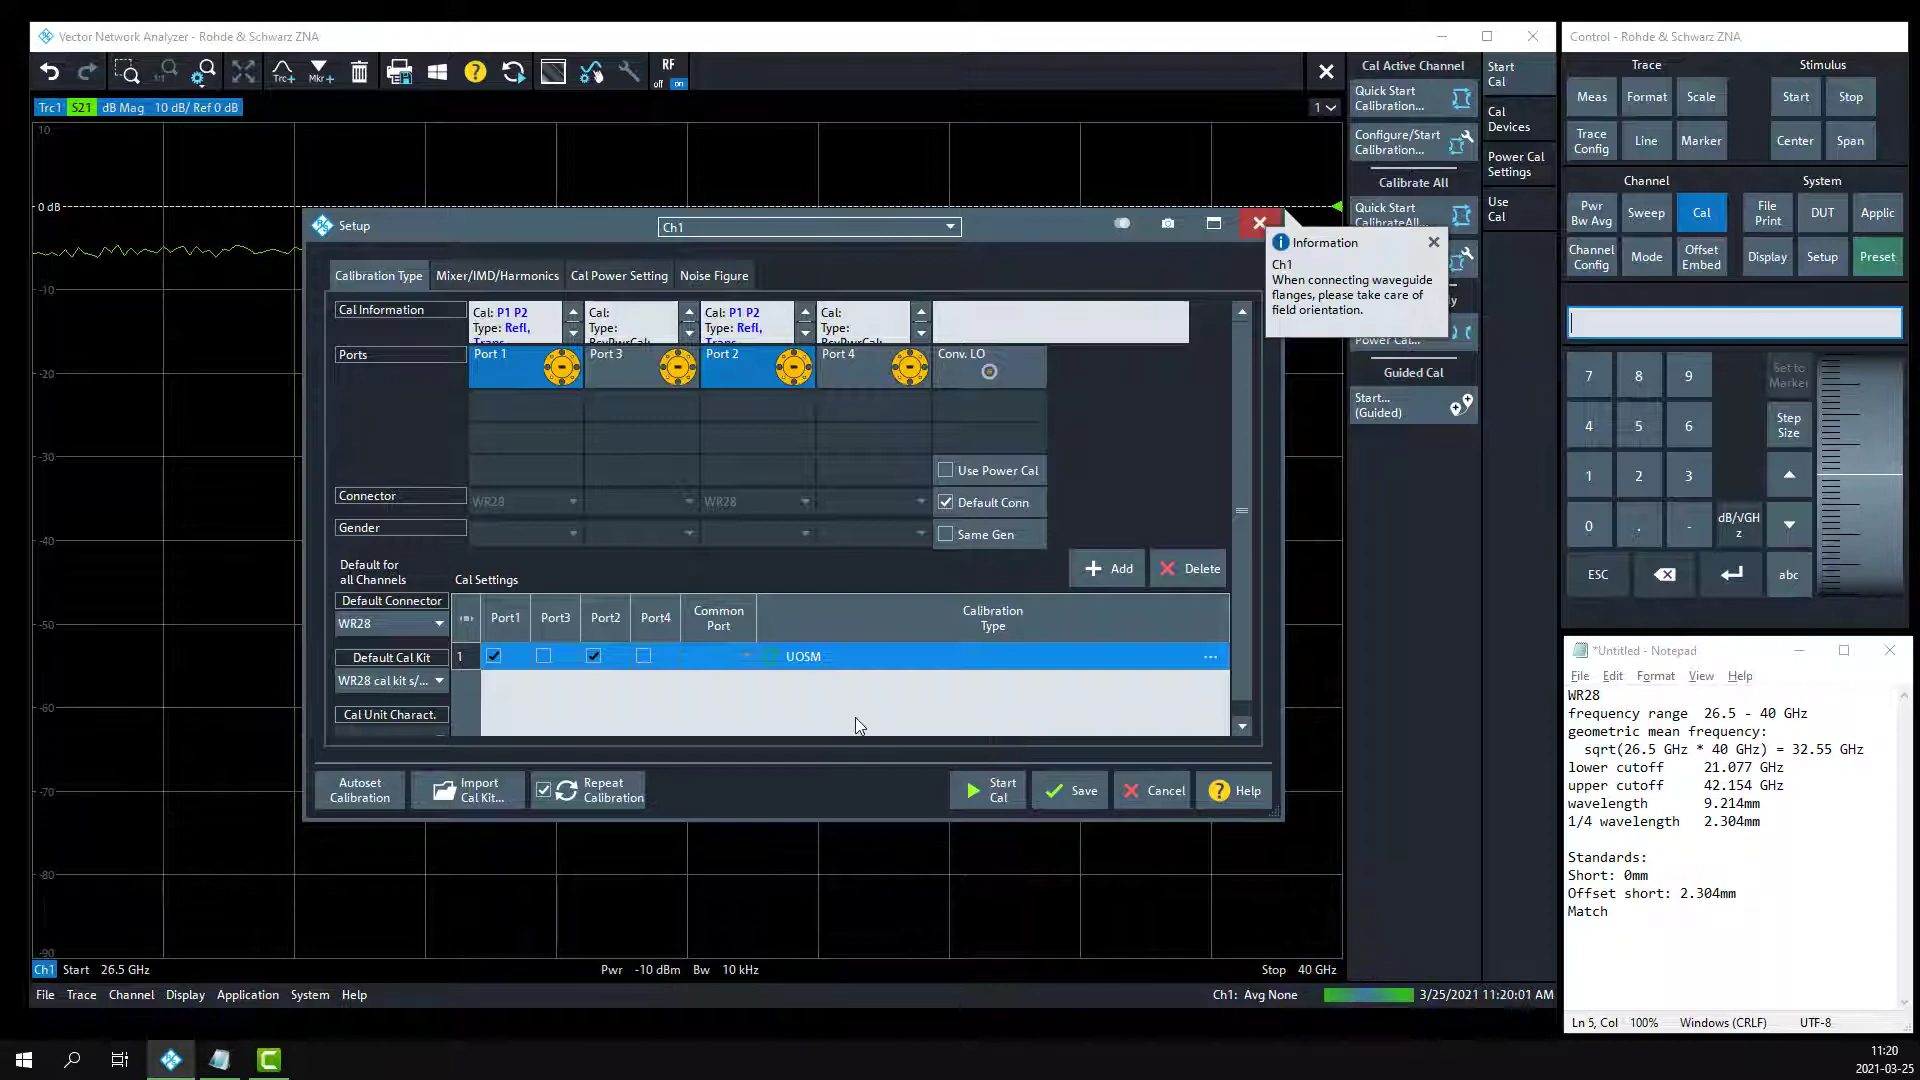 Vector Network Analyzer - Rohde & Schwarz ZNA
Trc+
Mkr+
RF
off
on
Trc1 S21 dB Mag 10 dB/ Ref 0 dB
1
10
0 dB
-10
-20
-30
-40
-50
-60
-70
-80
-90
Setup
Ch1
Calibration Type
Mixer/IMD/Harmonics
Cal Power Setting
Noise Figure
Cal Information
Cal: P1 P2
Type: Refl,
Cal:
Type:
Cal: P1 P2
Type: Refl,
Cal:
Type:
Ports
Port 1
Port 3
Port 2
Port 4
Conv. LO
Use Power Cal
Connector
WR28
WR28
Default Conn
Gender
Same Gen
Default for
all Channels
Cal Settings
Add
Delete
Default Connector
WR28
Default Cal Kit
WR28 cal kit s/...
Cal Unit Charact.
Port1
Port3
Port2
Port4
Common
Port
Calibration
Type
1
UOSM
...
Autoset
Calibration
Import
Cal Kit...
Repeat
Calibration
Start
Cal
Save
Cancel
Help
Information
Ch1
When connecting waveguide
flanges, please take care of
field orientation.
Ch1 Start 26.5 GHz
Pwr -10 dBm Bw 10 kHz
Stop 40 GHz
File Trace Channel Display Application System Help
Ch1: Avg None
3/25/2021 11:20:01 AM
Cal Active Channel
Quick Start
Calibration...
Configure/Start
Calibration...
Calibrate All
Quick Start
CalibrateAll...
Power Cal...
Guided Cal
Start...
(Guided)
Start
Cal
Cal
Devices
Power Cal
Settings
Use
Cal
Control - Rohde & Schwarz ZNA
Trace
Stimulus
Meas
Format
Scale
Start
Stop
Trace
Config
Line
Marker
Center
Span
Channel
System
Pwr
Bw Avg
Sweep
Cal
File
Print
DUT
Applic
Channel
Config
Mode
Offset
Embed
Display
Setup
Preset
7
8
9
Set to
Marker
4
5
6
Step
Size
1
2
3
0
.
-
dB/√GH
z
ESC
abc
*Untitled - Notepad
File Edit Format View Help
WR28
frequency range 26.5 - 40 GHz
geometric mean frequency:
sqrt(26.5 GHz * 40 GHz) = 32.55 GHz
lower cutoff 21.077 GHz
upper cutoff 42.154 GHz
wavelength 9.214mm
1/4 wavelength 2.304mm
Standards:
Short: 0mm
Offset short: 2.304mm
Match
Ln 5, Col
100%
Windows (CRLF)
UTF-8
11:20
2021-03-25